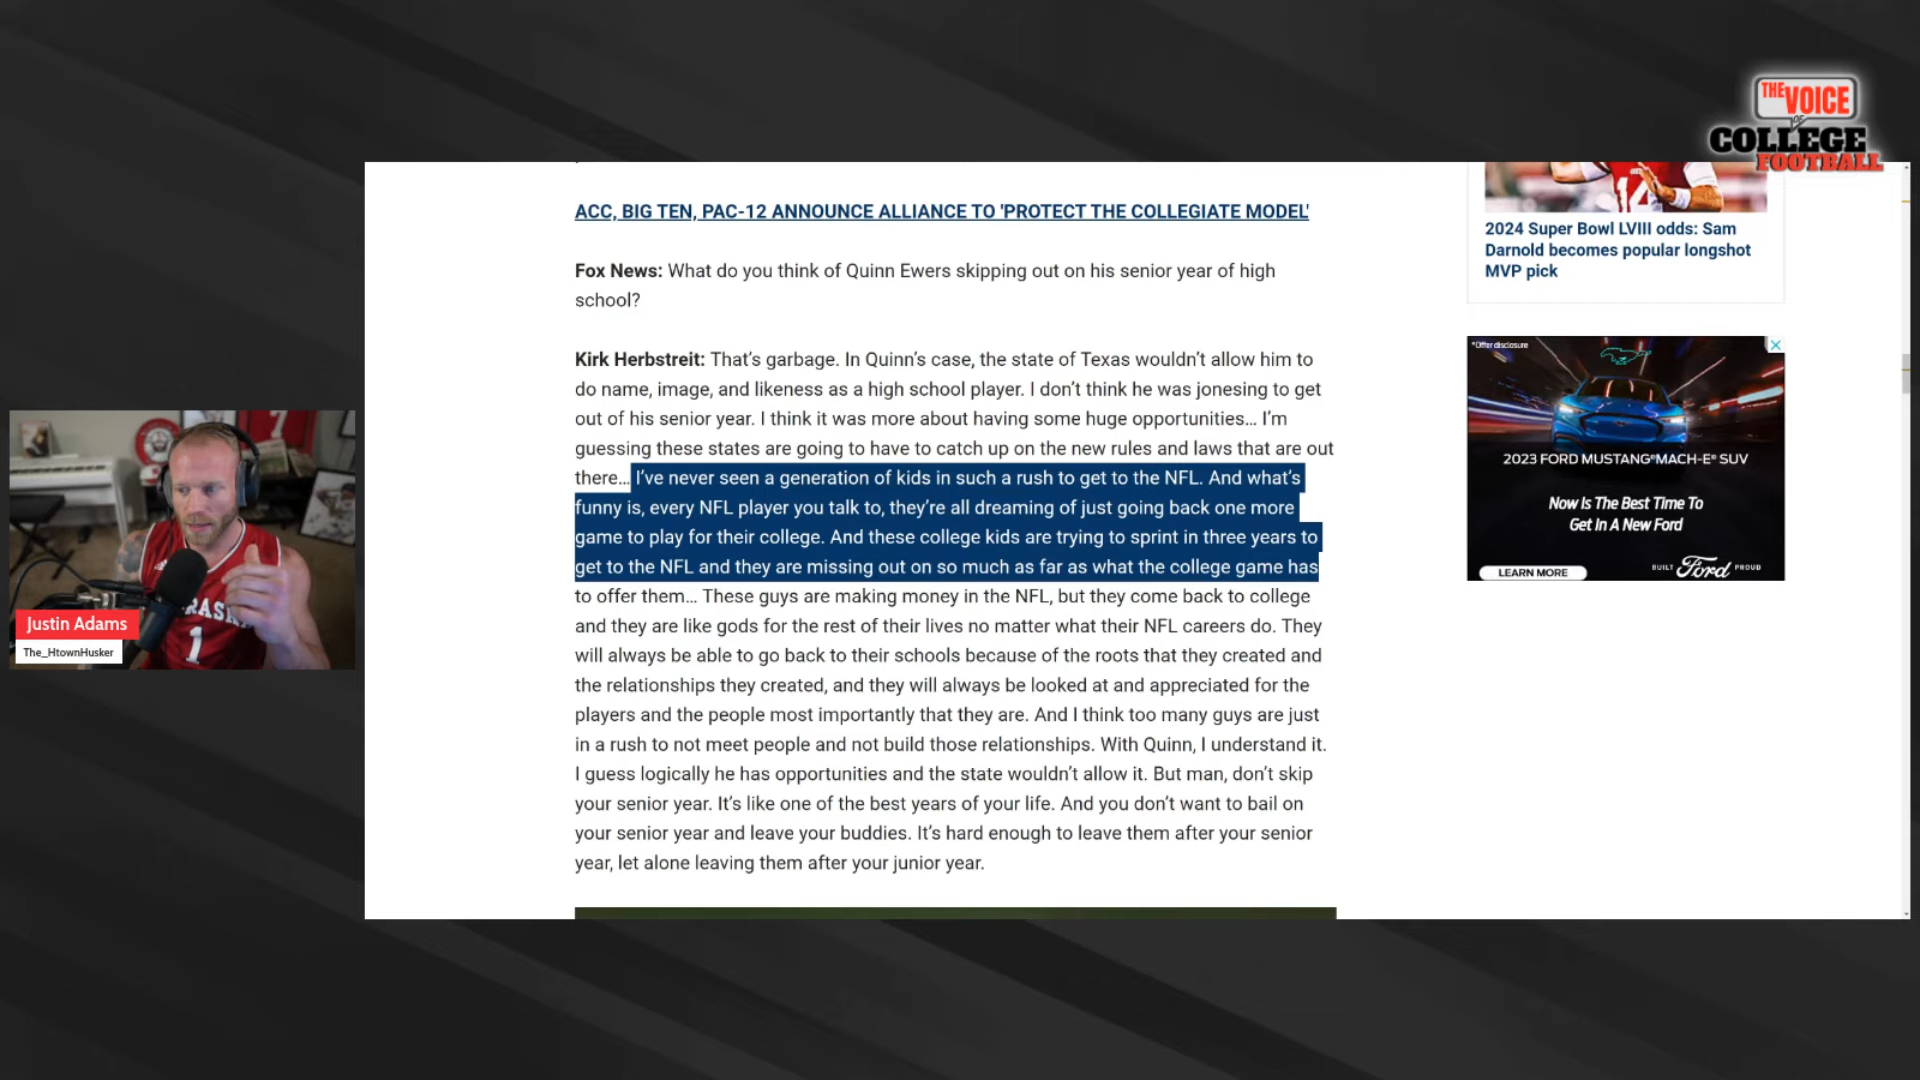 THE VOICE
OF
COLLEGE
FOOTBALL
ACC, BIG TEN, PAC-12 ANNOUNCE ALLIANCE TO 'PROTECT THE COLLEGIATE MODEL'
Fox News: What do you think of Quinn Ewers skipping out on his senior year of high
school?
Kirk Herbstreit: That's garbage. In Quinn's case, the state of Texas wouldn't allow him to
do name, image, and likeness as a high school player. I don't think he was jonesing to get
out of his senior year. I think it was more about having some huge opportunities... I'm
guessing these states are going to have to catch up on the new rules and laws that are out
there... I've never seen a generation of kids in such a rush to get to the NFL. And what's
funny is, every NFL player you talk to, they're all dreaming of just going back one more
game to play for their college. And these college kids are trying to sprint in three years to
get to the NFL and they are missing out on so much as far as what the college game has
to offer them... These guys are making money in the NFL, but they come back to college
and they are like gods for the rest of their lives no matter what their NFL careers do. They
will always be able to go back to their schools because of the roots that they created and
the relationships they created, and they will always be looked at and appreciated for the
players and the people most importantly that they are. And I think too many guys are just
in a rush to not meet people and not build those relationships. With Quinn, I understand it.
I guess logically he has opportunities and the state wouldn't allow it. But man, don't skip
your senior year. It's like one of the best years of your life. And you don't want to bail on
your senior year and leave your buddies. It's hard enough to leave them after your senior
year, let alone leaving them after your junior year.
14
2024 Super Bowl LVIII odds: Sam
Darnold becomes popular longshot
MVP pick
*Offer disclosure
2023 FORD MUSTANG®MACH-E® SUV
Now Is The Best Time To
Get In A New Ford
LEARN MORE
BUILT Ford PROUD
RASK
1
Justin Adams
The_HtownHusker